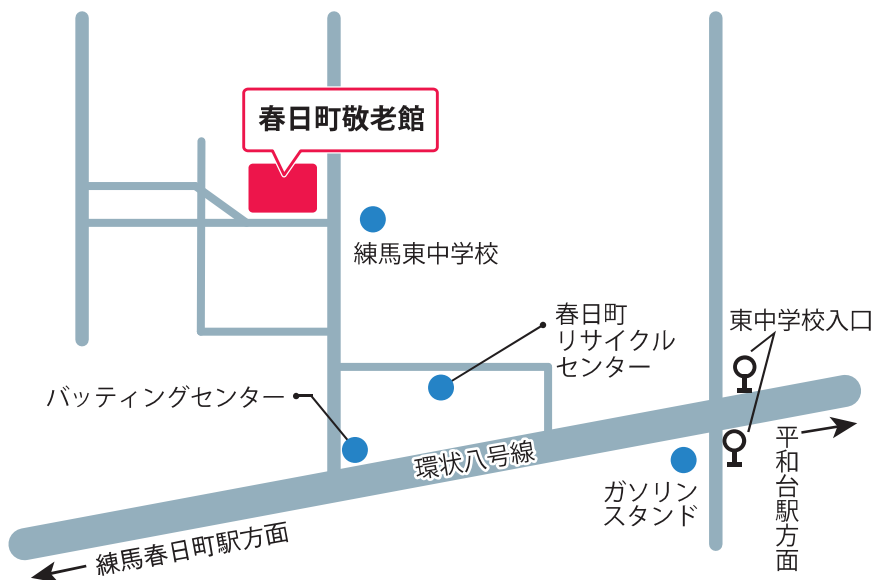 春日町敬老館
練馬東中学校
春日町
リサイクル
センター
東中学校入口
バッティングセンター
環状八号線
ガソリン
スタンド
平和台駅方面
練馬春日町駅方面